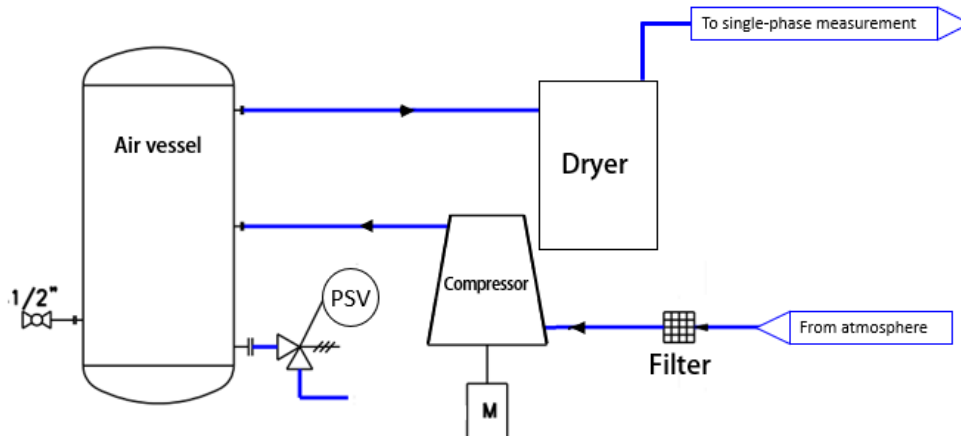 To single-phase measurement
Air vessel
Dryer
Compressor
1/2"
PSV
From atmosphere
Filter
M